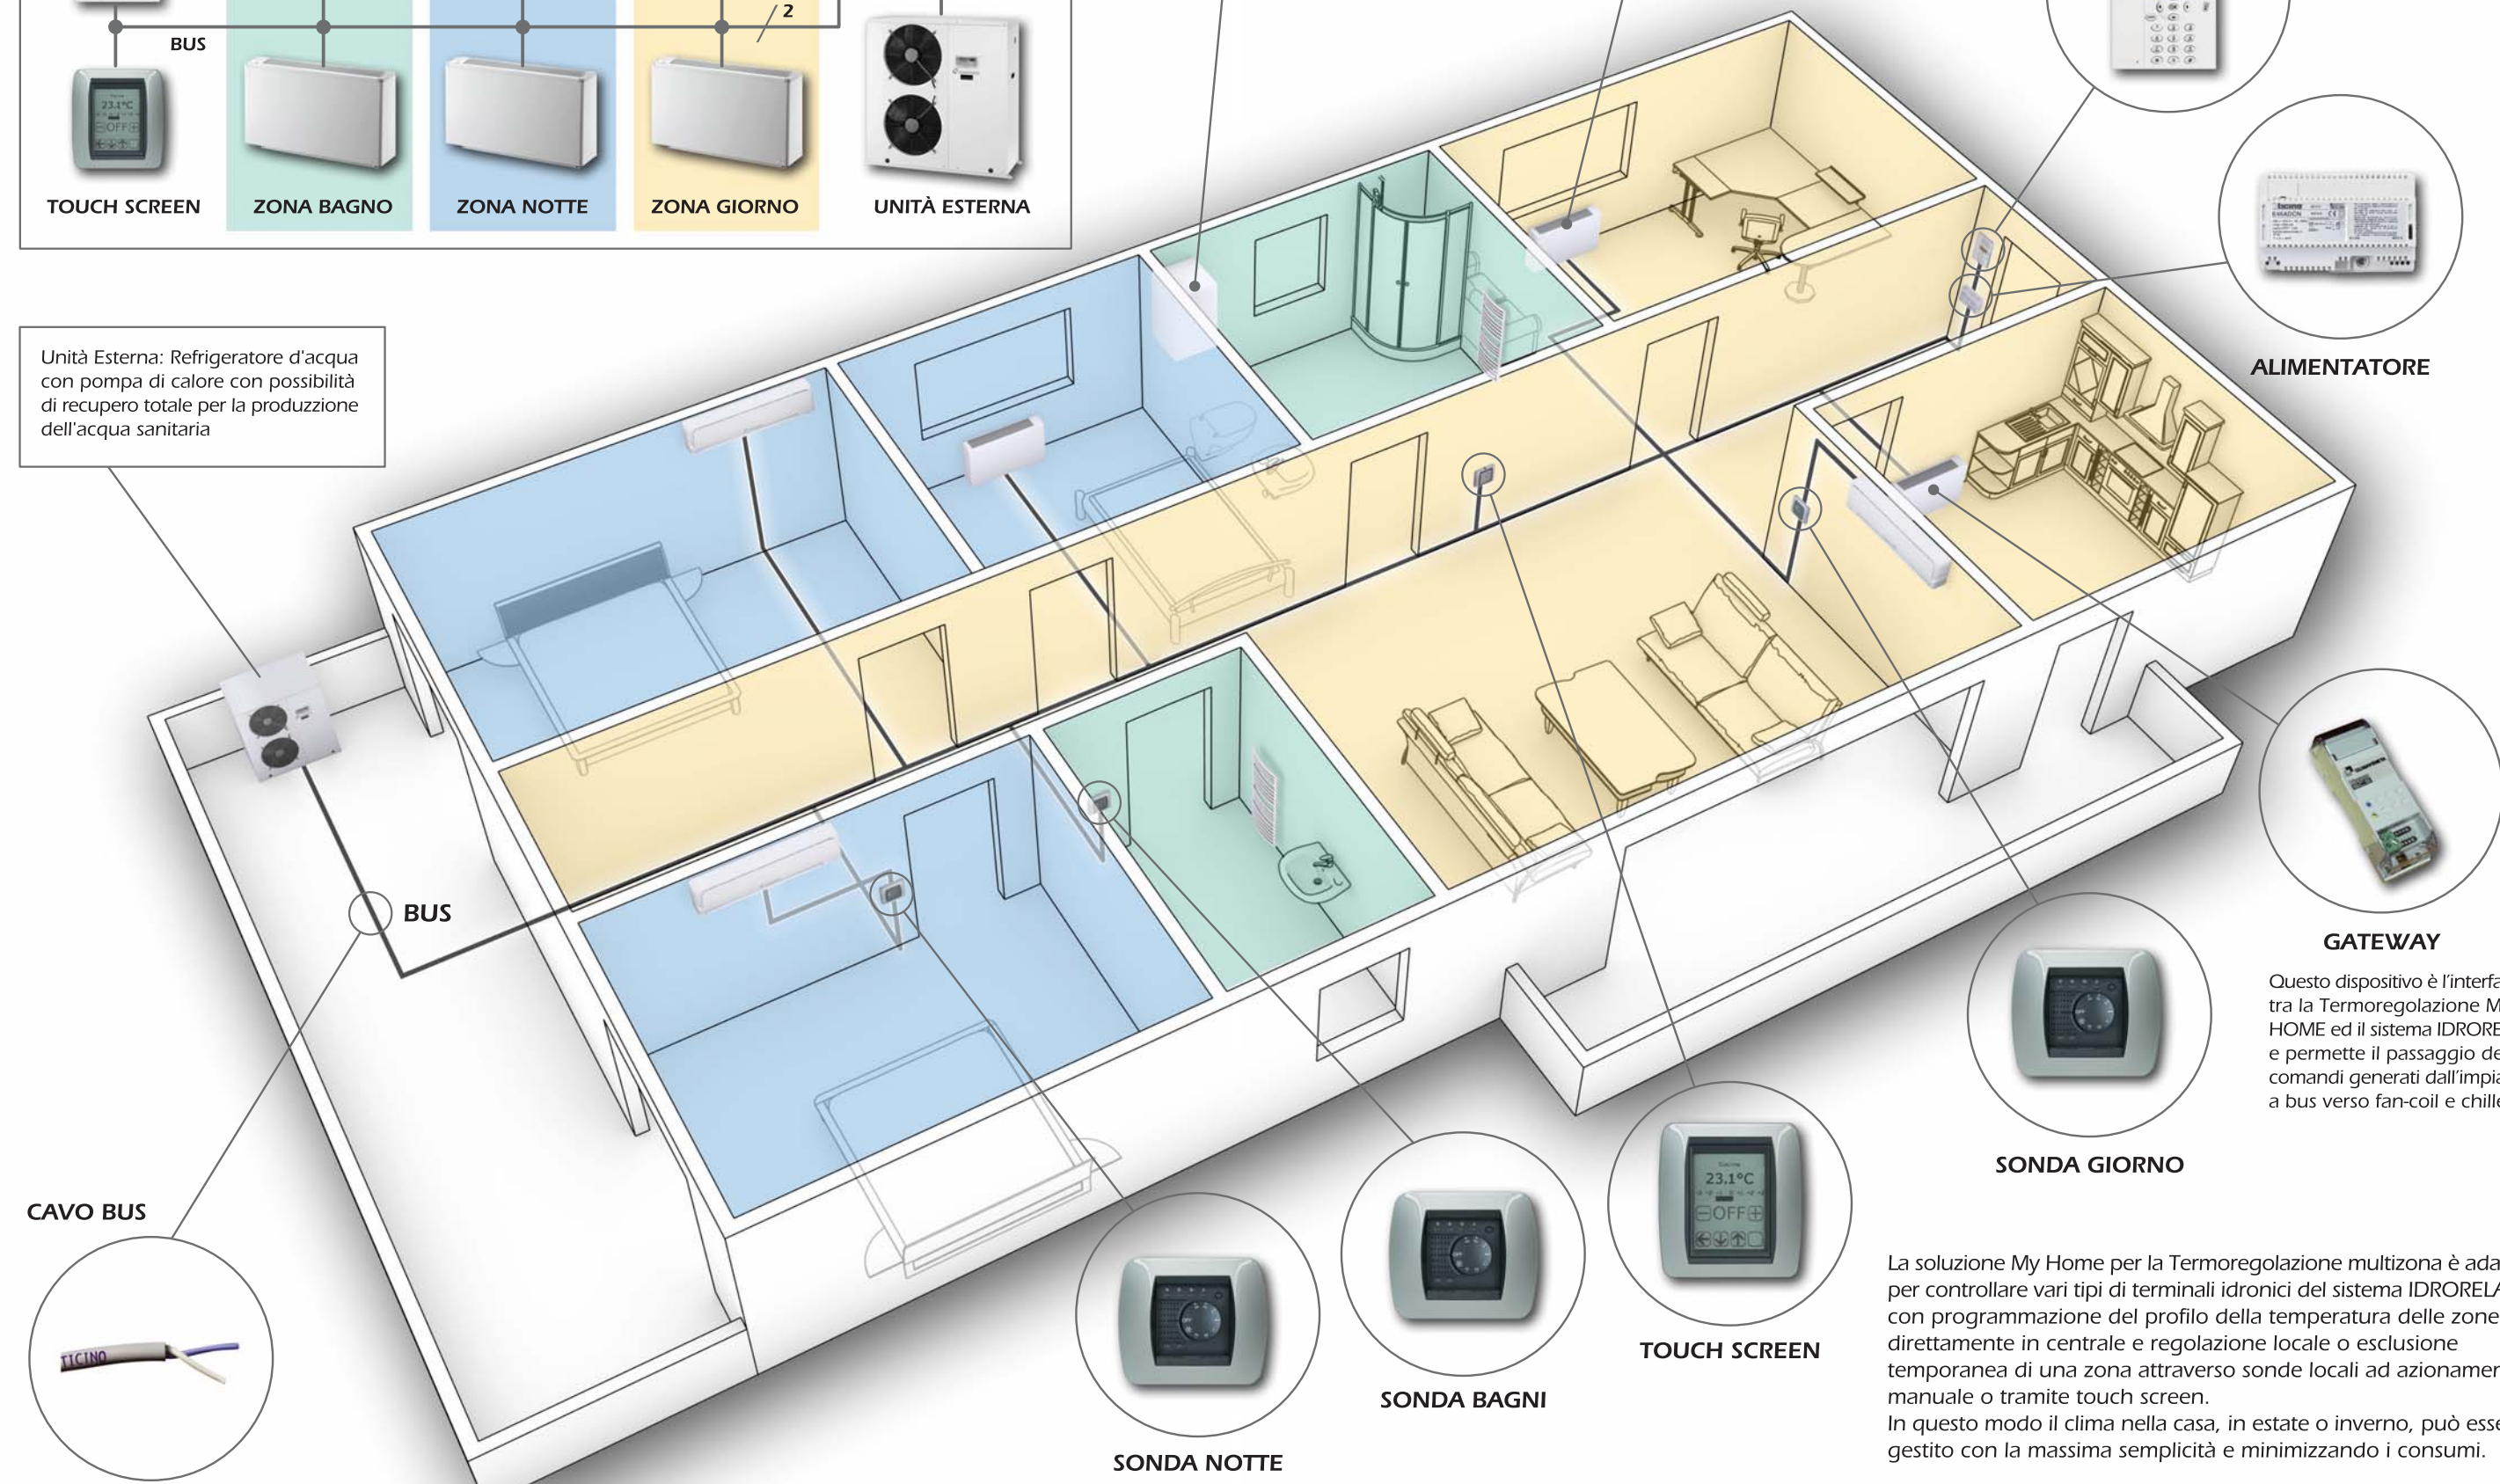 2
BUS
23.1°C
OFF
TOUCH SCREEN
ZONA BAGNO
ZONA NOTTE
ZONA GIORNO
UNITÀ ESTERNA
bticino
E46ADCN
ALIMENTATORE
Unità Esterna: Refrigeratore d'acqua
con pompa di calore con possibilità
di recupero totale per la produzzione
dell'acqua sanitaria
BUS
GATEWAY
Questo dispositivo è l'interfa
tra la Termoregolazione M
HOME ed il sistema IDRORE
e permette il passaggio de
comandi generati dall'impia
a bus verso fan-coil e chille
SONDA GIORNO
CAVO BUS
TICINO
23.1°C
OFF
TOUCH SCREEN
SONDA BAGNI
SONDA NOTTE
La soluzione My Home per la Termoregolazione multizona è ada
per controllare vari tipi di terminali idronici del sistema IDRORELA
con programmazione del profilo della temperatura delle zone
direttamente in centrale e regolazione locale o esclusione
temporanea di una zona attraverso sonde locali ad azionamen
manuale o tramite touch screen.
In questo modo il clima nella casa, in estate o inverno, può esse
gestito con la massima semplicità e minimizzando i consumi.